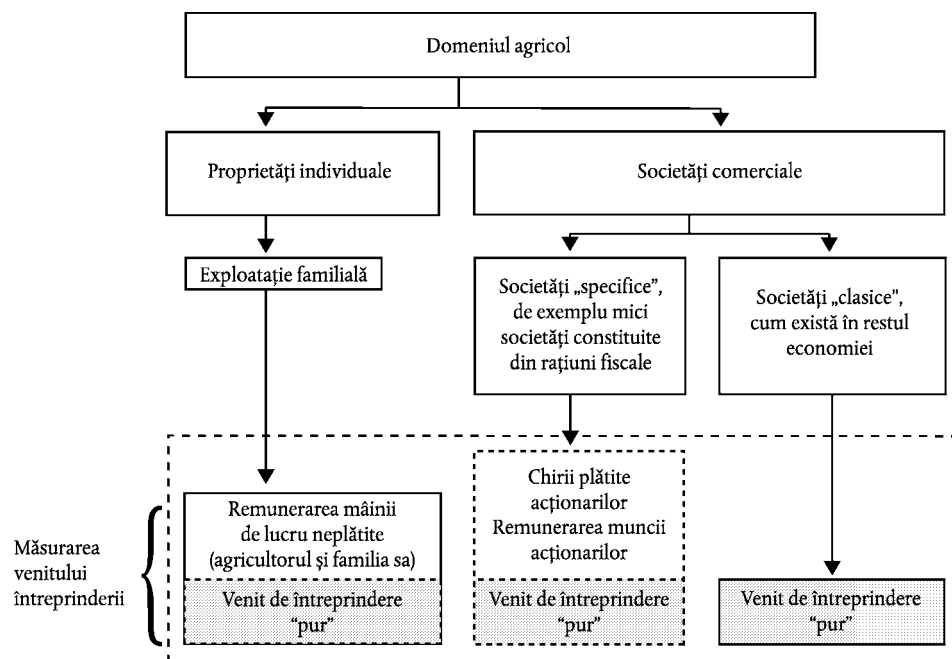 Domeniul agricol
Proprietăți individuale
Societăți comerciale
Exploatație familială
Societăți „specifice”,
de exemplu mici
societăți constituite
din rațiuni fiscale
Societăți „clasice”,
cum există în restul
economiei
Măsurarea
venitului
întreprinderii
Remunerarea mâinii
de lucru neplătite
(agricultorul și familia sa)
Venit de întreprindere
“pur”
Chirii plătite
acționarilor
Remunerarea muncii
acționarilor
Venit de întreprindere
“pur”
Venit de întreprindere
“pur”